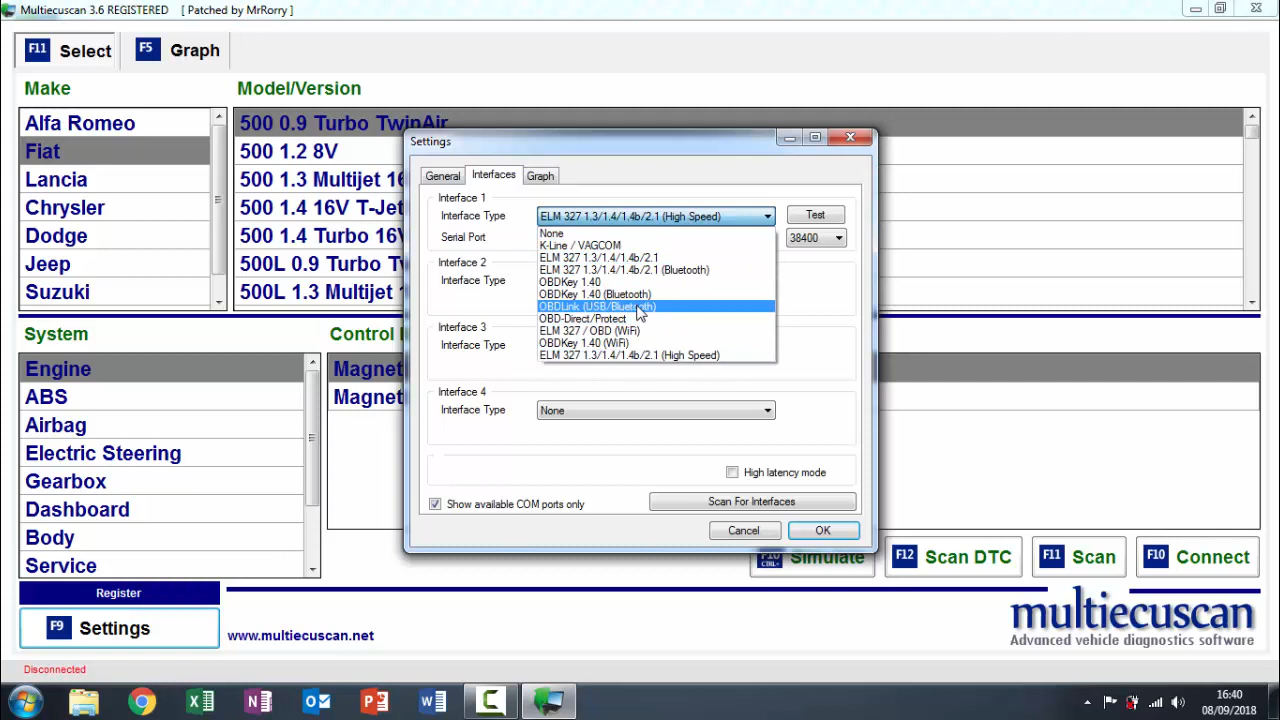 Multiecuscan 3.6 REGISTERED [ Patched by MrRorry ]
F11 Select F5 Graph
Make Model/Version
Alfa Romeo
Fiat
Lancia
Chrysler
Dodge
Jeep
Suzuki
500 0.9 Turbo TwinAir
500 1.2 8V
500 1.3 Multijet 16
500 1.4 16V T-Jet
500 1.4 Turbo
500L 0.9 Turbo Tw
500L 1.3 Multijet 1
System Control
Engine
ABS
Airbag
Electric Steering
Gearbox
Dashboard
Body
Service
Magnet
Magnet
Settings
General Interfaces Graph
Interface 1
Interface Type ELM 327 1.3/1.4/1.4b/2.1 (High Speed) Test
Serial Port 38400
None
K-Line / VAGCOM
ELM 327 1.3/1.4/1.4b/2.1
ELM 327 1.3/1.4/1.4b/2.1 (Bluetooth)
OBDKey 1.40
OBDKey 1.40 (Bluetooth)
OBDLink (USB/Bluetooth)
OBD-Direct/Protect
ELM 327 / OBD (WiFi)
OBDKey 1.40 (WiFi)
ELM 327 1.3/1.4/1.4b/2.1 (High Speed)
Interface 2
Interface Type
Interface 3
Interface Type
Interface 4
Interface Type None
High latency mode
Show available COM ports only Scan For Interfaces
Cancel OK
F10 CTRL+ Simulate F12 Scan DTC F11 Scan F10 Connect
Register
F9 Settings
www.multiecuscan.net
multiecuscan
Advanced vehicle diagnostics software
Disconnected
16:40
08/09/2018